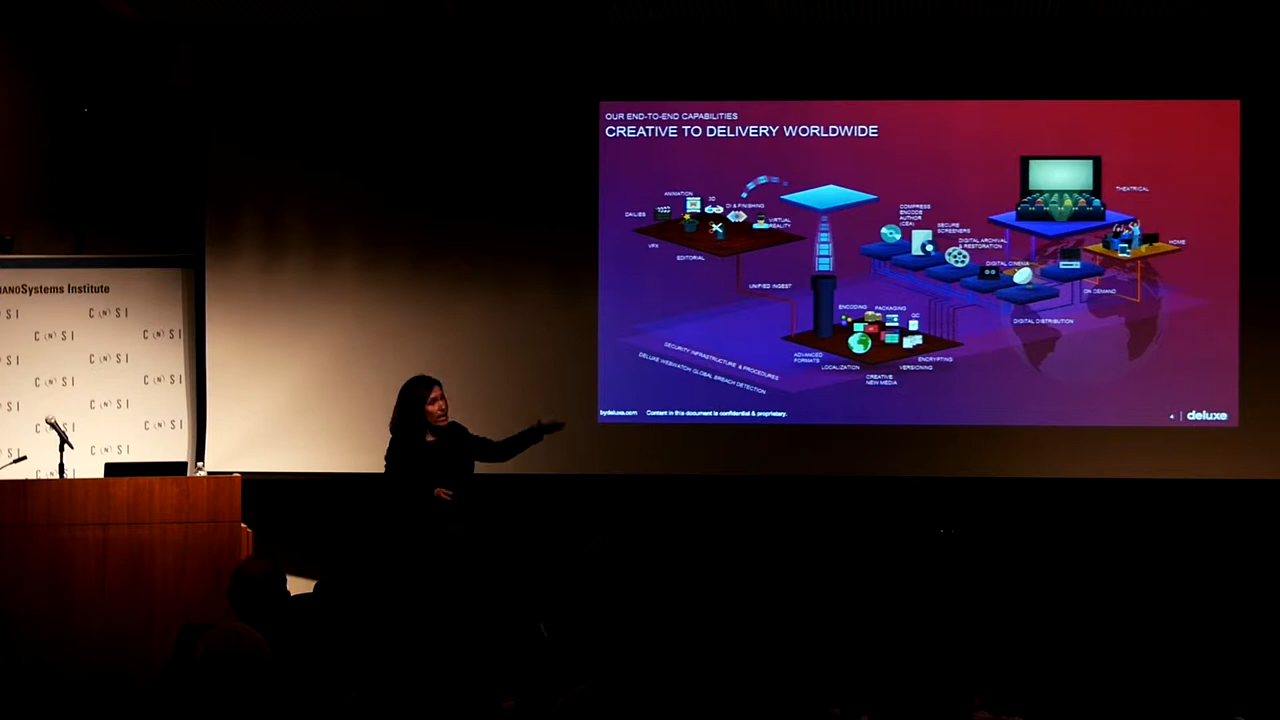 OUR END-TO-END CAPABILITIES
CREATIVE TO DELIVERY WORLDWIDE
THEATRICAL
ANIMATION
3D
DI & FINISHING
DAILIES
VIRTUAL
REALITY
VFX
EDITORIAL
COMPRESS
ENCODE
AUTHOR
(CEA)
SECURE
SCREENERS
DIGITAL ARCHIVAL
& RESTORATION
HOME
DIGITAL CINEMA
UNIFIED INGEST
ON DEMAND
ENCODING
PACKAGING
QC
DIGITAL DISTRIBUTION
SECURITY INFRASTRUCTURE & PROCEDURES
DELUXE WEBWATCH GLOBAL BREACH DETECTION
ADVANCED
FORMATS
LOCALIZATION
ENCRYPTING
VERSIONING
CREATIVE
NEW MEDIA
bydeluxe.com Content in this document is confidential & proprietary.
4 | deluxe
NANOSystems Institute
S I C (N) S I
C (N) S I C (N) S I
S I C (N) S I
C (N) S I C (N) S I
S I C (N) S I
C (N) S I C (N) S I
S I C (N) S I
C (N) S I